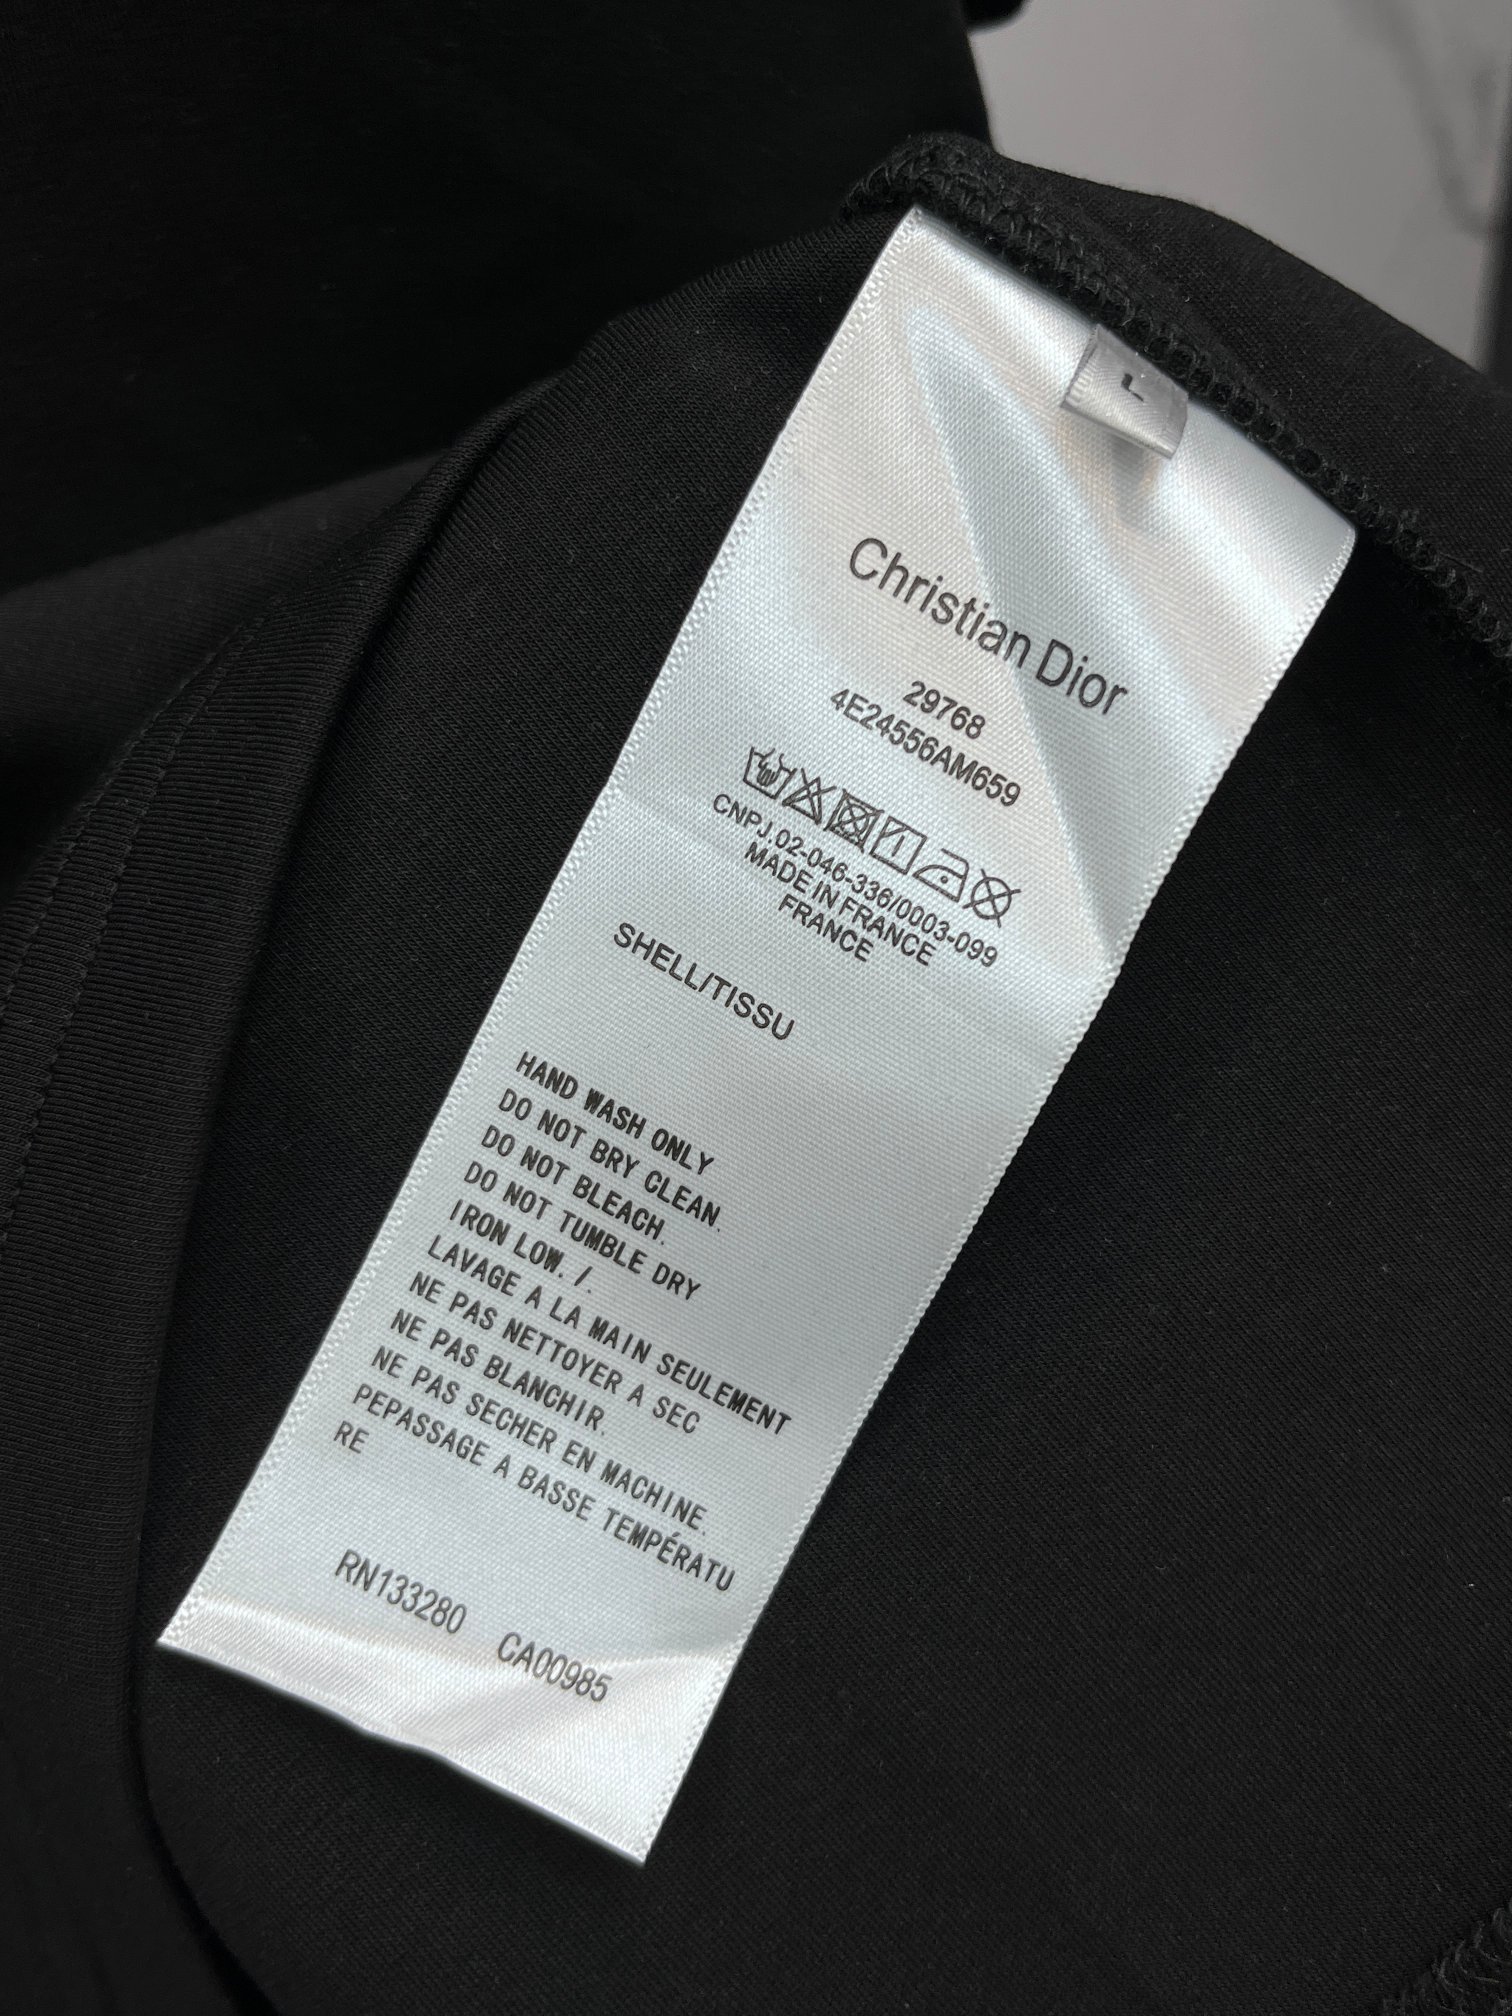 L
Christian Dior
29768
4E24556AM659
CNPJ.02-046-336/0003-099
MADE IN FRANCE
FRANCE
SHELL/TISSU
HAND WASH ONLY
DO NOT BRY CLEAN.
DO NOT BLEACH.
DO NOT TUMBLE DRY
IRON LOW. /.
LAVAGE A LA MAIN SEULEMENT
NE PAS NETTOYER A SEC
NE PAS BLANCHIR.
NE PAS SECHER EN MACHINE.
PEPASSAGE A BASSE TEMPÉRATU
RE
RN133280 CA00985